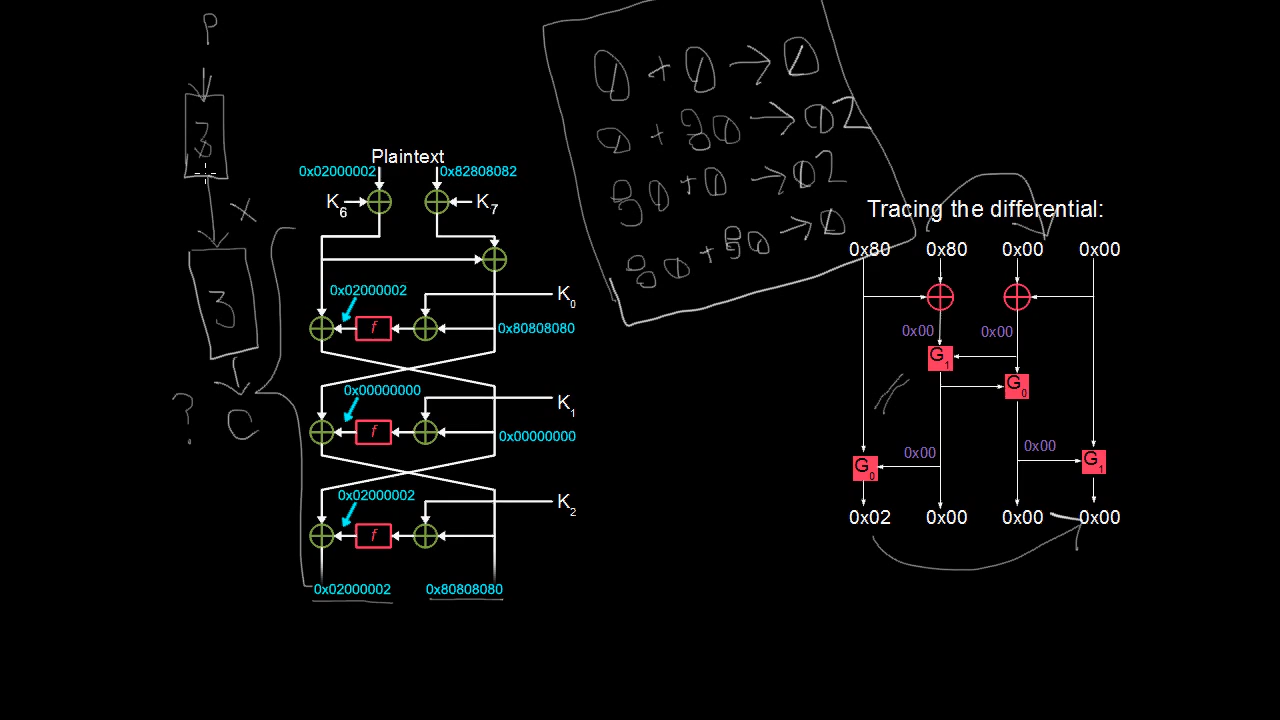 P
3
X
3
? C
0 + 0 → 0
0 + 80 → 02
80 + 0 → 02
80 + 80 → 0
Plaintext
0x02000002 0x82808082
K6 K7
0x02000002 K0
f 0x80808080
0x00000000 K1
f 0x00000000
0x02000002 K2
f
0x02000002 0x80808080
Tracing the differential:
0x80 0x80 0x00 0x00
0x00 0x00
G1
G0
0x00 0x00
G0 G1
0x02 0x00 0x00 0x00